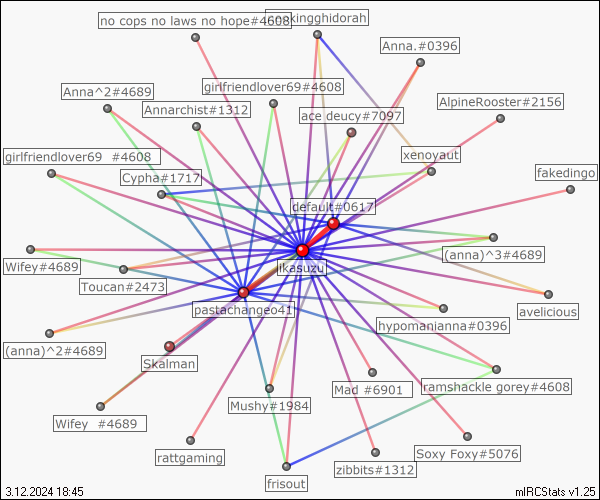 no cops no laws no hope#4608
smokingghidorah
Anna.#0396
girlfriendlover69#4608
Anna^2#4689
Annarchist#1312
ace deucy#7097
AlpineRooster#2156
xenoyaut
girlfriendlover69  #4608
Cypha#1717
fakedingo
default#0617
(anna)^3#4689
Wifey#4689
ikasuzu
Toucan#2473
pastachangeo41
avelicious
hypomanianna#0396
(anna)^2#4689
Skalman
Mad #6901
ramshackle gorey#4608
Mushy#1984
Wifey  #4689
rattgaming
Soxy Foxy#5076
zibbits#1312
frisout
3.12.2024 18:45
mIRCStats v1.25